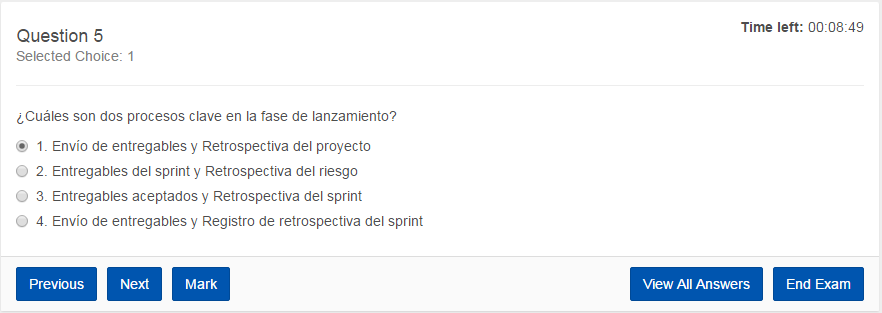 Question 5
Time left: 00:08:49
Selected Choice: 1
¿Cuáles son dos procesos clave en la fase de lanzamiento?
1. Envío de entregables y Retrospectiva del proyecto
2. Entregables del sprint y Retrospectiva del riesgo
3. Entregables aceptados y Retrospectiva del sprint
4. Envío de entregables y Registro de retrospectiva del sprint
Previous Next Mark View All Answers End Exam